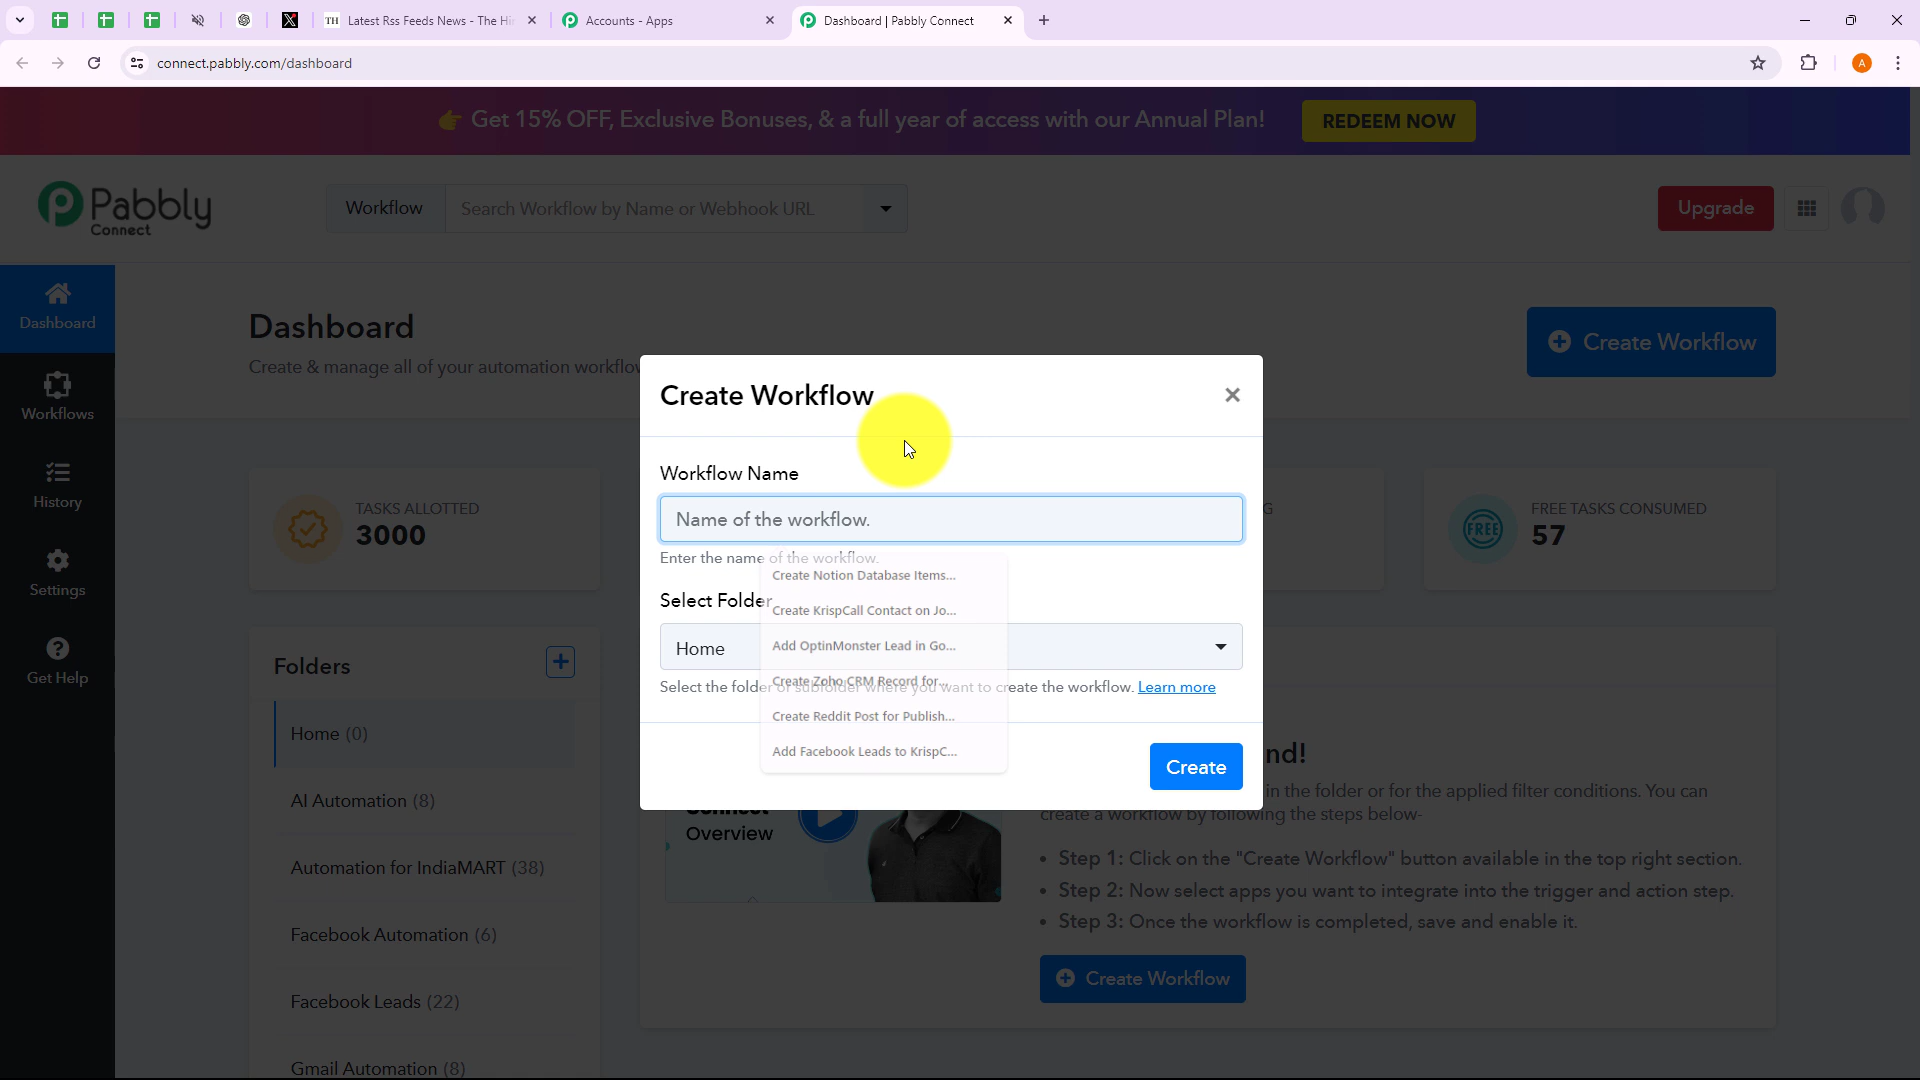 TH Latest Rss Feeds News - The Hi
Accounts - Apps
Dashboard | Pabbly Connect
connect.pabbly.com/dashboard
A
👉 Get 15% OFF, Exclusive Bonuses, & a full year of access with our Annual Plan!
REDEEM NOW
Pabbly
Connect
Workflow
Search Workflow by Name or Webhook URL
Upgrade
Dashboard
Workflows
History
Settings
Get Help
Dashboard
Create & manage all of your automation workflow
Create Workflow
TASKS ALLOTTED
3000
G
FREE
FREE TASKS CONSUMED
57
Create Workflow
Workflow Name
Name of the workflow.
Enter the name of the workflow.
Select Folder
Home
Select the folder or subfolder where you want to create the workflow. Learn more
Create Notion Database Items...
Create KrispCall Contact on Jo...
Add OptinMonster Lead in Go...
Create Zoho CRM Record for...
Create Reddit Post for Publish...
Add Facebook Leads to KrispC...
Create
Folders
Home (0)
AI Automation (8)
Automation for IndiaMART (38)
Facebook Automation (6)
Facebook Leads (22)
Gmail Automation (8)
Connect
Overview
nd!
in the folder or for the applied filter conditions. You can
create a workflow by following the steps below-
• Step 1: Click on the "Create Workflow" button available in the top right section.
• Step 2: Now select apps you want to integrate into the trigger and action step.
• Step 3: Once the workflow is completed, save and enable it.
Create Workflow